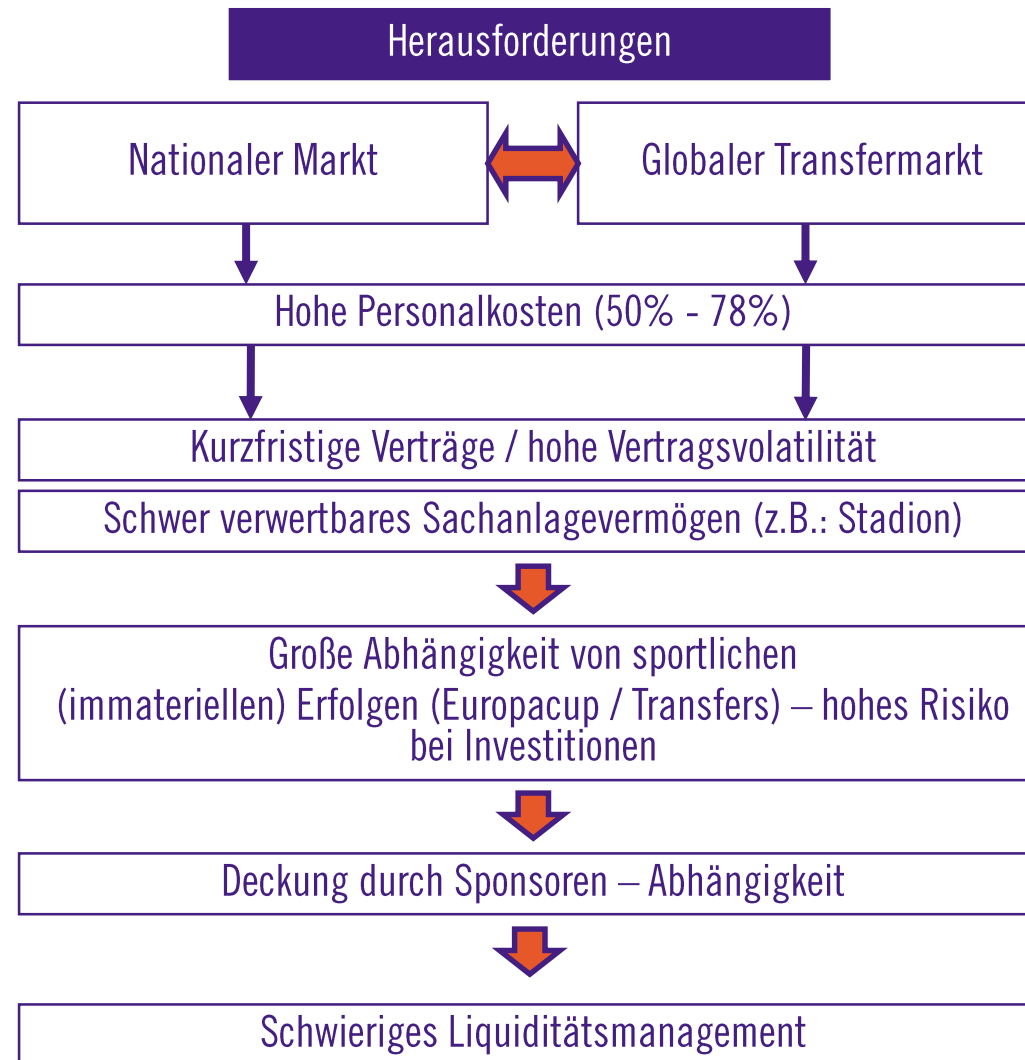 Herausforderungen
Nationaler Markt
Globaler Transfermarkt
Hohe Personalkosten (50% - 78%)
Kurzfristige Verträge / hohe Vertragsvolatilität
Schwer verwertbares Sachanlagevermögen (z.B.: Stadion)
Große Abhängigkeit von sportlichen
(immateriellen) Erfolgen (Europacup / Transfers) – hohes Risiko
bei Investitionen
Deckung durch Sponsoren – Abhängigkeit
Schwieriges Liquiditätsmanagement